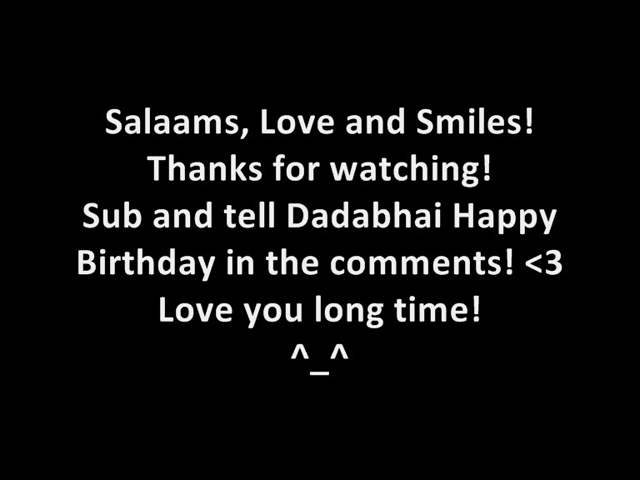 Salaams, Love and Smiles!
Thanks for watching!
Sub and tell Dadabhai Happy
Birthday in the comments! <3
Love you long time!
^_^